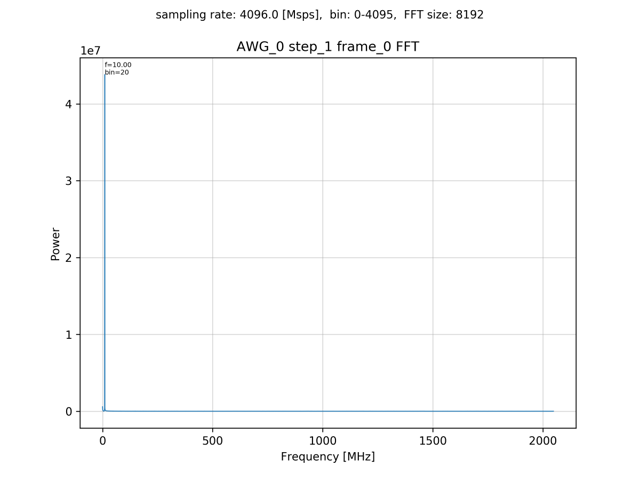 sampling rate: 4096.0 [Msps],  bin: 0-4095,  FFT size: 8192
AWG_0 step_1 frame_0 FFT
1e7
f=10.00
bin=20
4
3
2
1
0
Power
0
500
1000
1500
2000
Frequency [MHz]